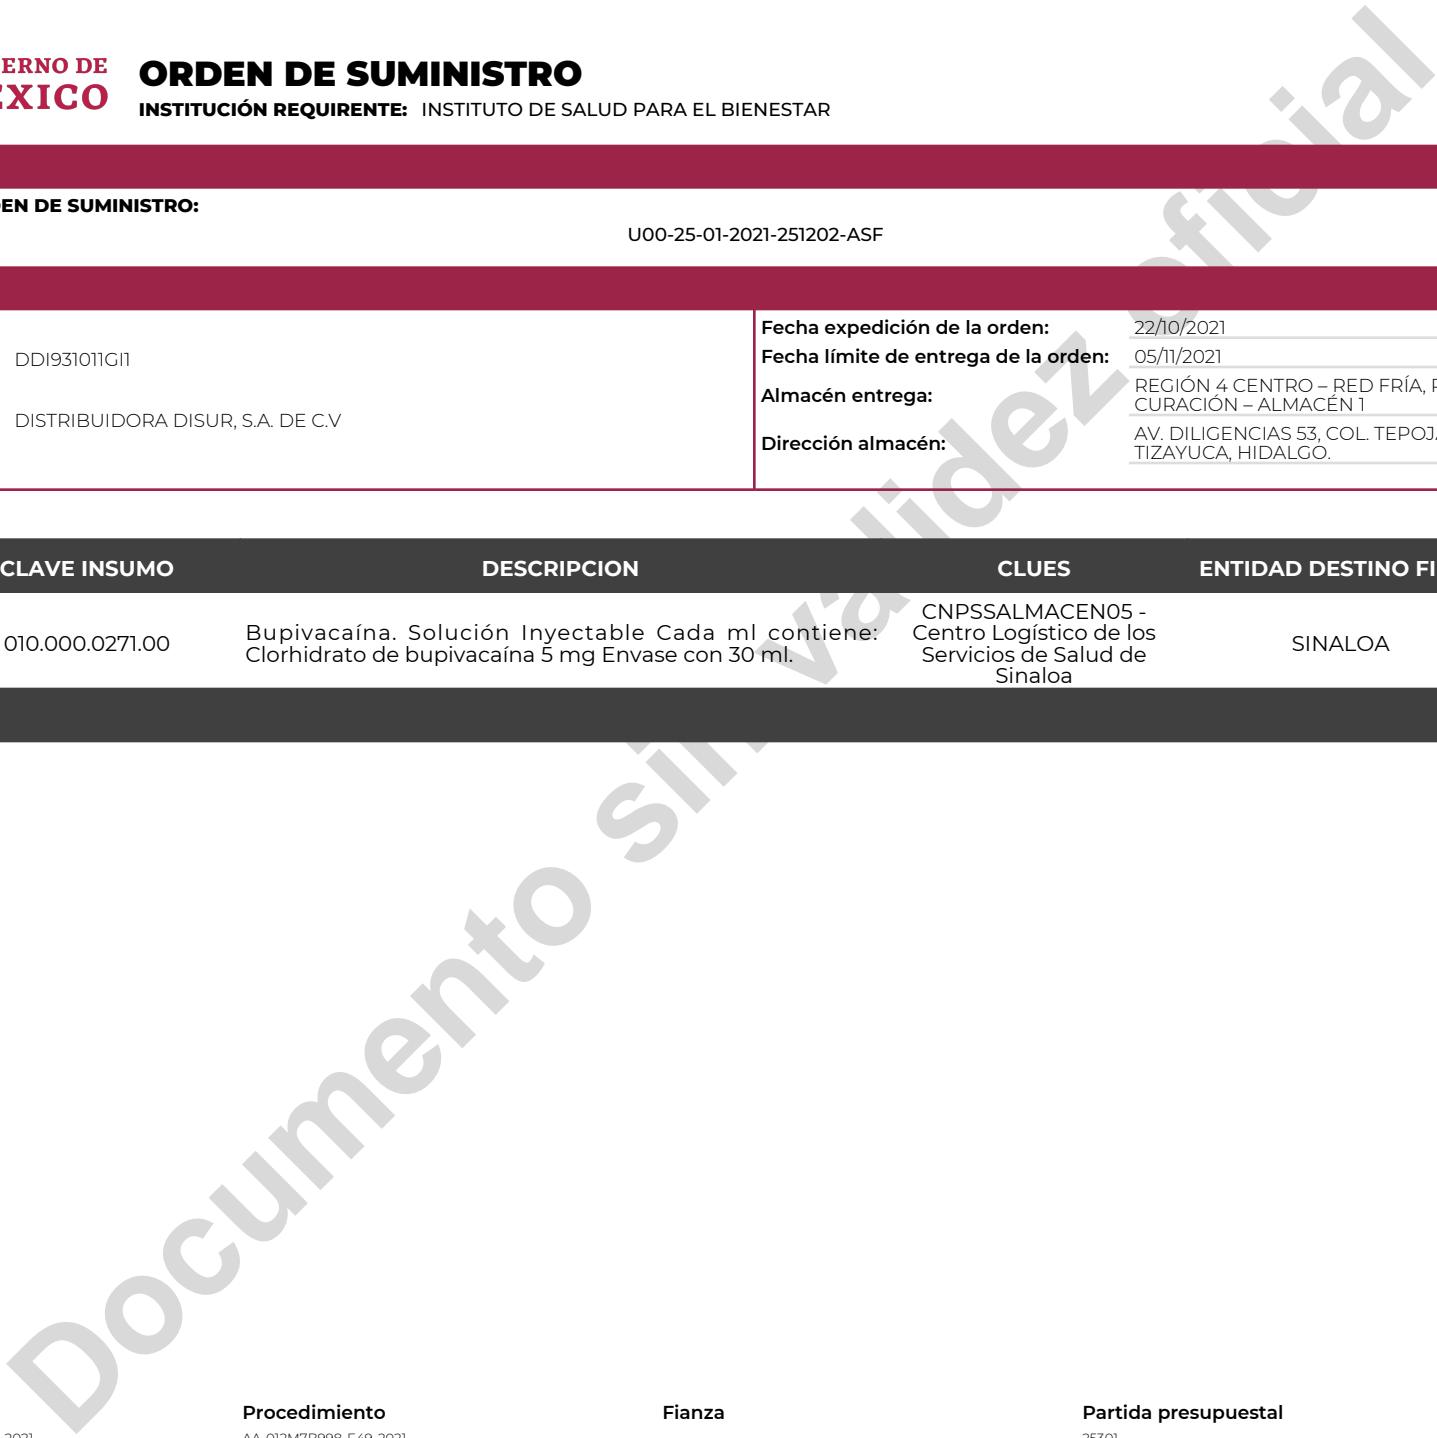 ERNO DE
ORDEN DE SUMINISTRO
INSTITUCIÓN REQUIRENTE: INSTITUTO DE SALUD PARA EL BIENESTAR
EN DE SUMINISTRO:
U00-25-01-2021-251202-ASF
DDI931011GI1
DISTRIBUIDORA DISUR, S.A. DE C.V
Fecha expedición de la orden: 22/10/2021
Fecha límite de entrega de la orden: 05/11/2021
Almacén entrega: REGIÓN 4 CENTRO – RED FRÍA,
CURACIÓN – ALMACÉN 1
Dirección almacén: AV. DILIGENCIAS 53, COL. TEPOJ
TIZAYUCA, HIDALGO.
CLAVE INSUMO DESCRIPCION CLUES ENTIDAD DESTINO FI
010.000.0271.00
Bupivacaína. Solución Inyectable Cada ml contiene:
Clorhidrato de bupivacaína 5 mg Envase con 30 ml.
CNPSSALMACEN05 -
Centro Logístico de los
Servicios de Salud de
Sinaloa
SINALOA
Documento sin validez oficial
Procedimiento Fianza Partida presupuestal